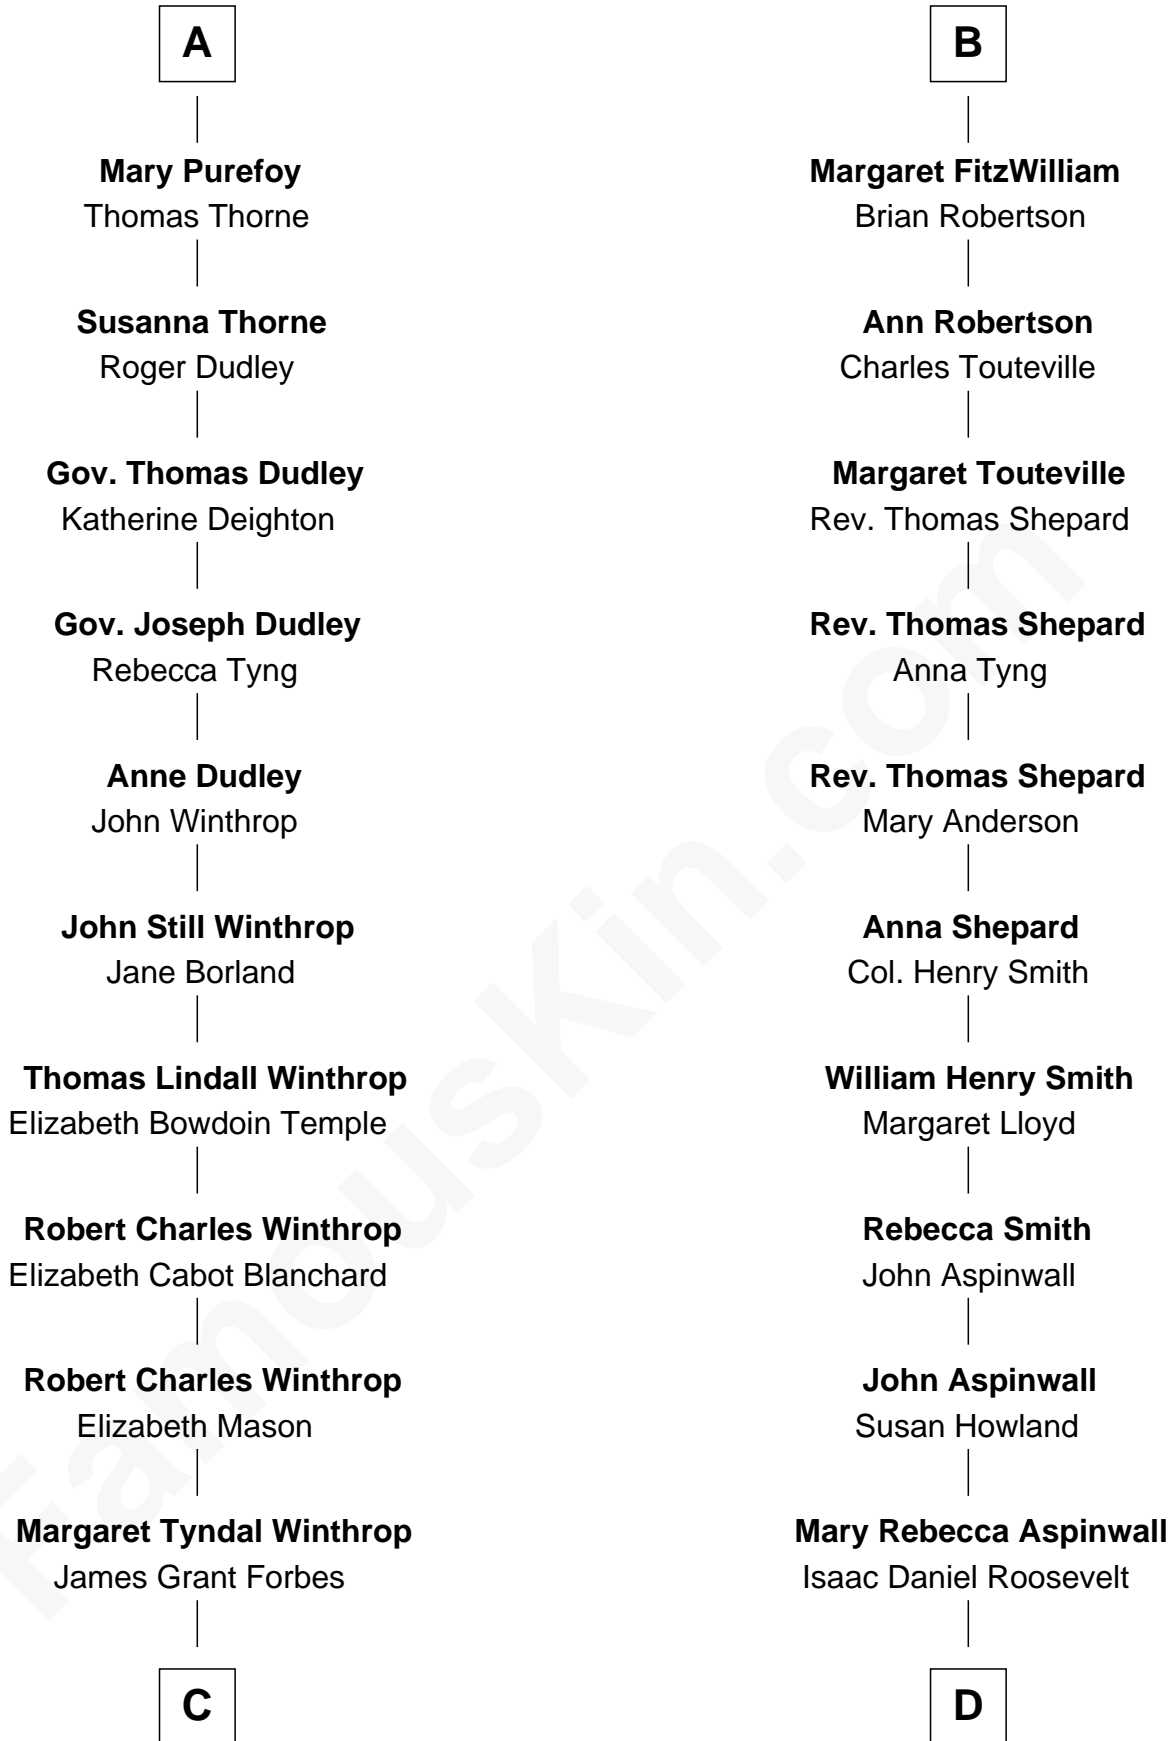 A
Mary Purefoy
Thomas Thorne
Susanna Thorne
Roger Dudley
Gov. Thomas Dudley
Katherine Deighton
Gov. Joseph Dudley
Rebecca Tyng
Anne Dudley
John Winthrop
John Still Winthrop
Jane Borland
Thomas Lindall Winthrop
Elizabeth Bowdoin Temple
Robert Charles Winthrop
Elizabeth Cabot Blanchard
Robert Charles Winthrop
Elizabeth Mason
Margaret Tyndal Winthrop
James Grant Forbes
C
B
Margaret FitzWilliam
Brian Robertson
Ann Robertson
Charles Touteville
Margaret Touteville
Rev. Thomas Shepard
Rev. Thomas Shepard
Anna Tyng
Rev. Thomas Shepard
Mary Anderson
Anna Shepard
Col. Henry Smith
William Henry Smith
Margaret Lloyd
Rebecca Smith
John Aspinwall
John Aspinwall
Susan Howland
Mary Rebecca Aspinwall
Isaac Daniel Roosevelt
D
FamousKin.com